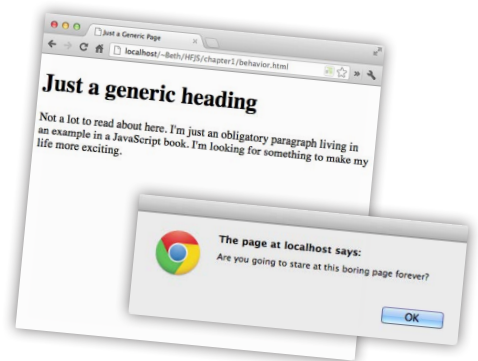 Just a Generic Page
localhost/~Beth/HFJS/chapter1/behavior.html
Just a generic heading
Not a lot to read about here. I'm just an obligatory paragraph living in
an example in a JavaScript book. I'm looking for something to make my
life more exciting.
The page at localhost says:
Are you going to stare at this boring page forever?
OK